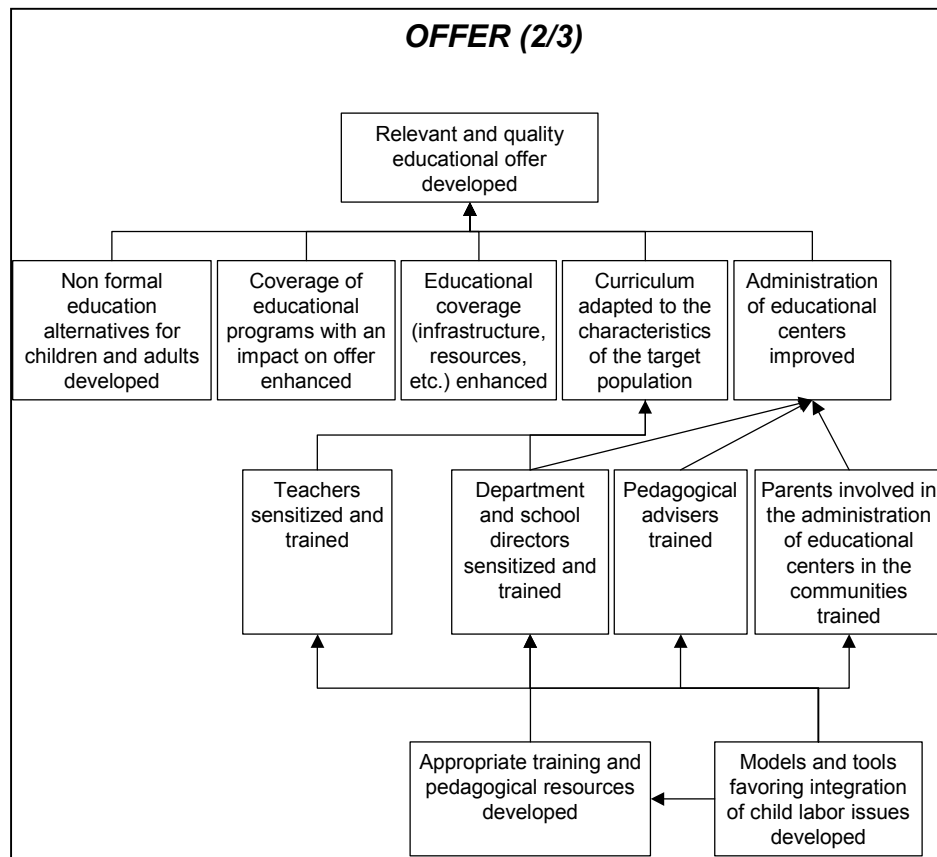 OFFER (2/3)
Relevant and quality
educational offer
developed
Non formal
education
alternatives for
children and adults
developed
Coverage of
educational
programs with an
impact on offer
enhanced
Educational
coverage
(infrastructure,
resources,
etc.) enhanced
Curriculum
adapted to the
characteristics
of the target
population
Administration
of educational
centers
improved
Teachers
sensitized and
trained
Department
and school
directors
sensitized and
trained
Pedagogical
advisers
trained
Parents involved in
the administration
of educational
centers in the
communities
trained
Appropriate training and
pedagogical resources
developed
Models and tools
favoring integration
of child labor issues
developed